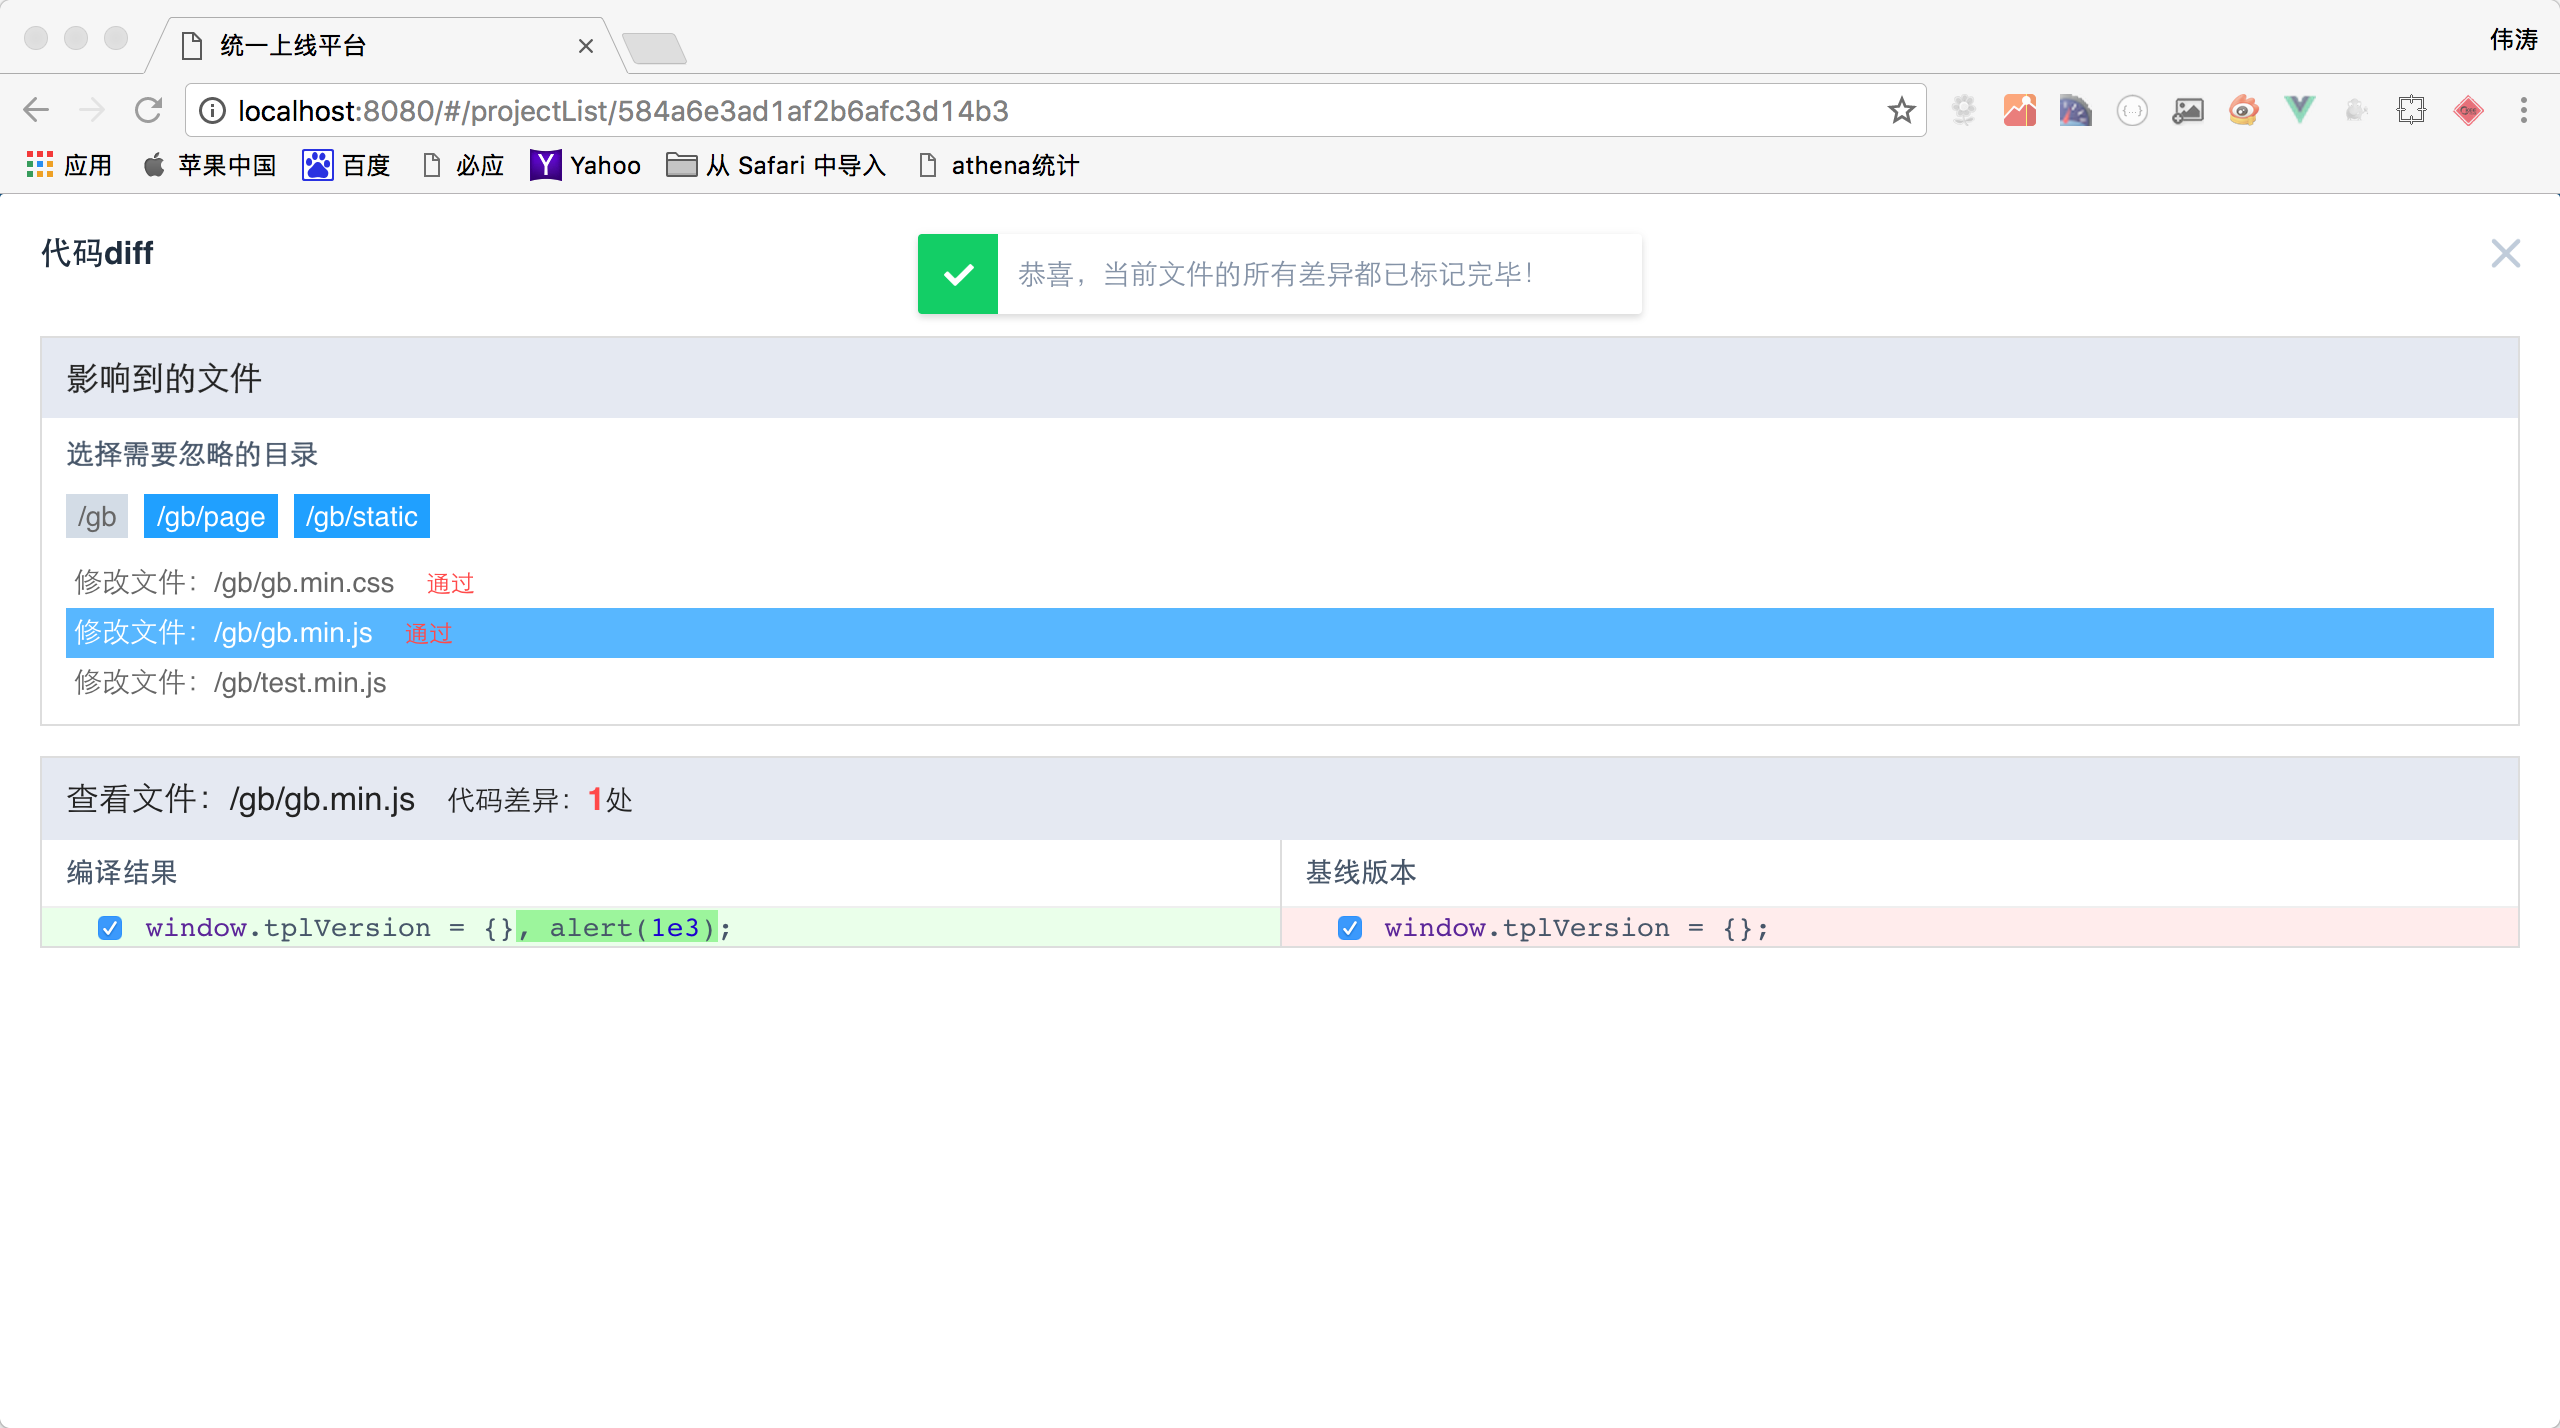 统一上线平台
伟涛
localhost:8080/#/projectList/584a6e3ad1af2b6afc3d14b3
应用 苹果中国 百度 必应 Yahoo 从 Safari 中导入 athena统计
代码diff
恭喜，当前文件的所有差异都已标记完毕！
影响到的文件
选择需要忽略的目录
/gb /gb/page /gb/static
修改文件：/gb/gb.min.css 通过
修改文件：/gb/gb.min.js 通过
修改文件：/gb/test.min.js
查看文件：/gb/gb.min.js 代码差异：1处
编译结果 基线版本
window.tplVersion = {}, alert(1e3); window.tplVersion = {};